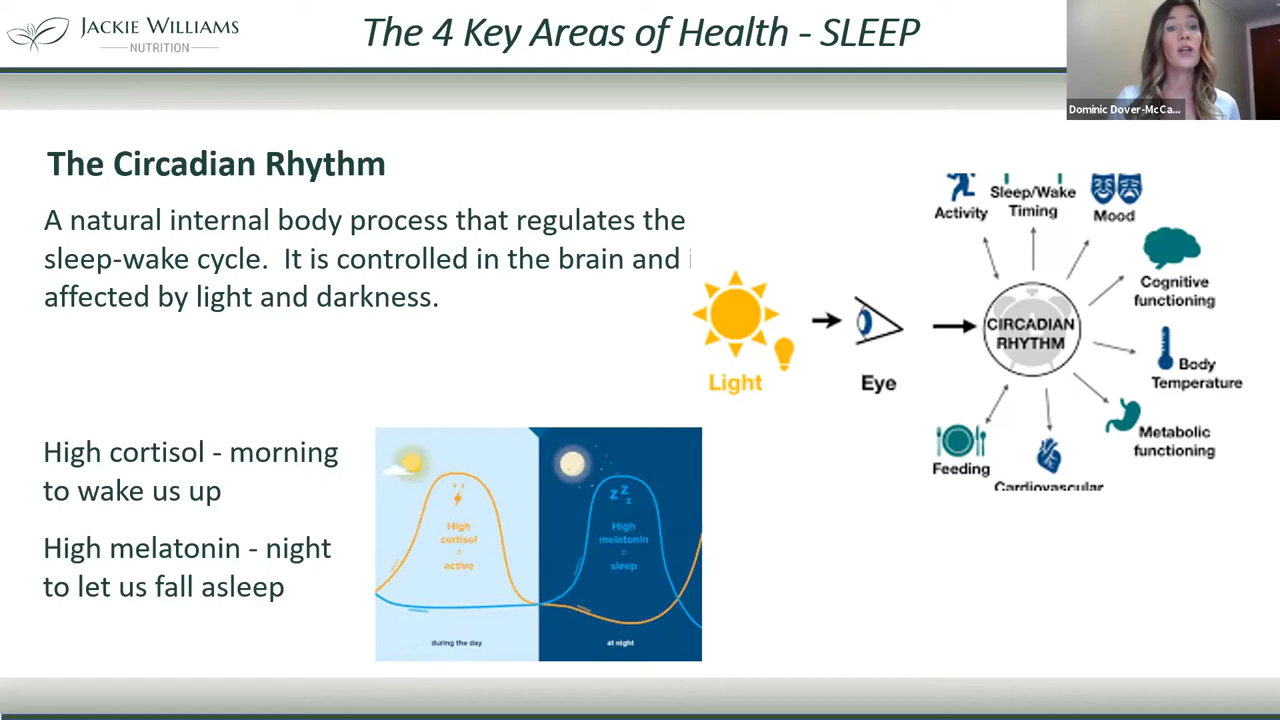 JACKIE WILLIAMS
NUTRITION
The 4 Key Areas of Health - SLEEP
Dominic Dover-McCa...
The Circadian Rhythm
A natural internal body process that regulates the
sleep-wake cycle. It is controlled in the brain and
affected by light and darkness.
High cortisol - morning
to wake us up
High melatonin - night
to let us fall asleep
High
cortisol
=
active
during the day
z z z
High
melatonin
=
sleep
at night
Light
Eye
CIRCADIAN
RHYTHM
Activity
Sleep/Wake
Timing
Mood
Cognitive
functioning
Body
Temperature
Metabolic
functioning
Cardiovascular
Feeding